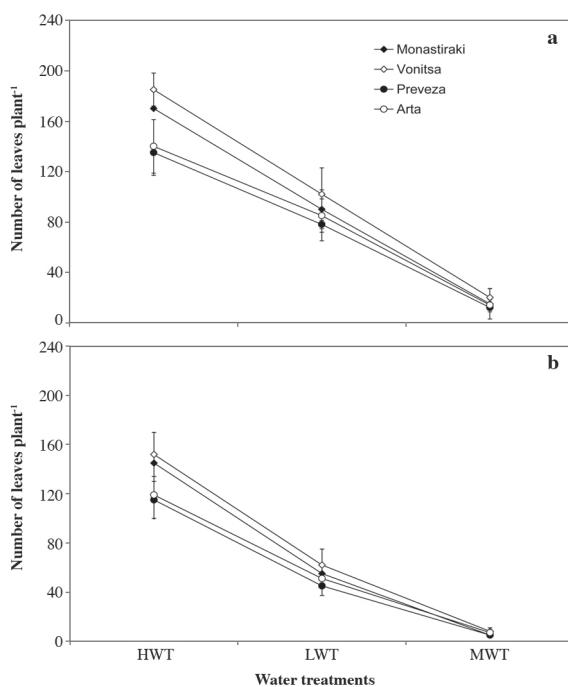 240
200
160
120
80
40
0
Number of leaves plant⁻¹
a
Monastiraki
Vonitsa
Preveza
Arta
240
200
160
120
80
40
0
Number of leaves plant⁻¹
b
HWT LWT MWT
Water treatments